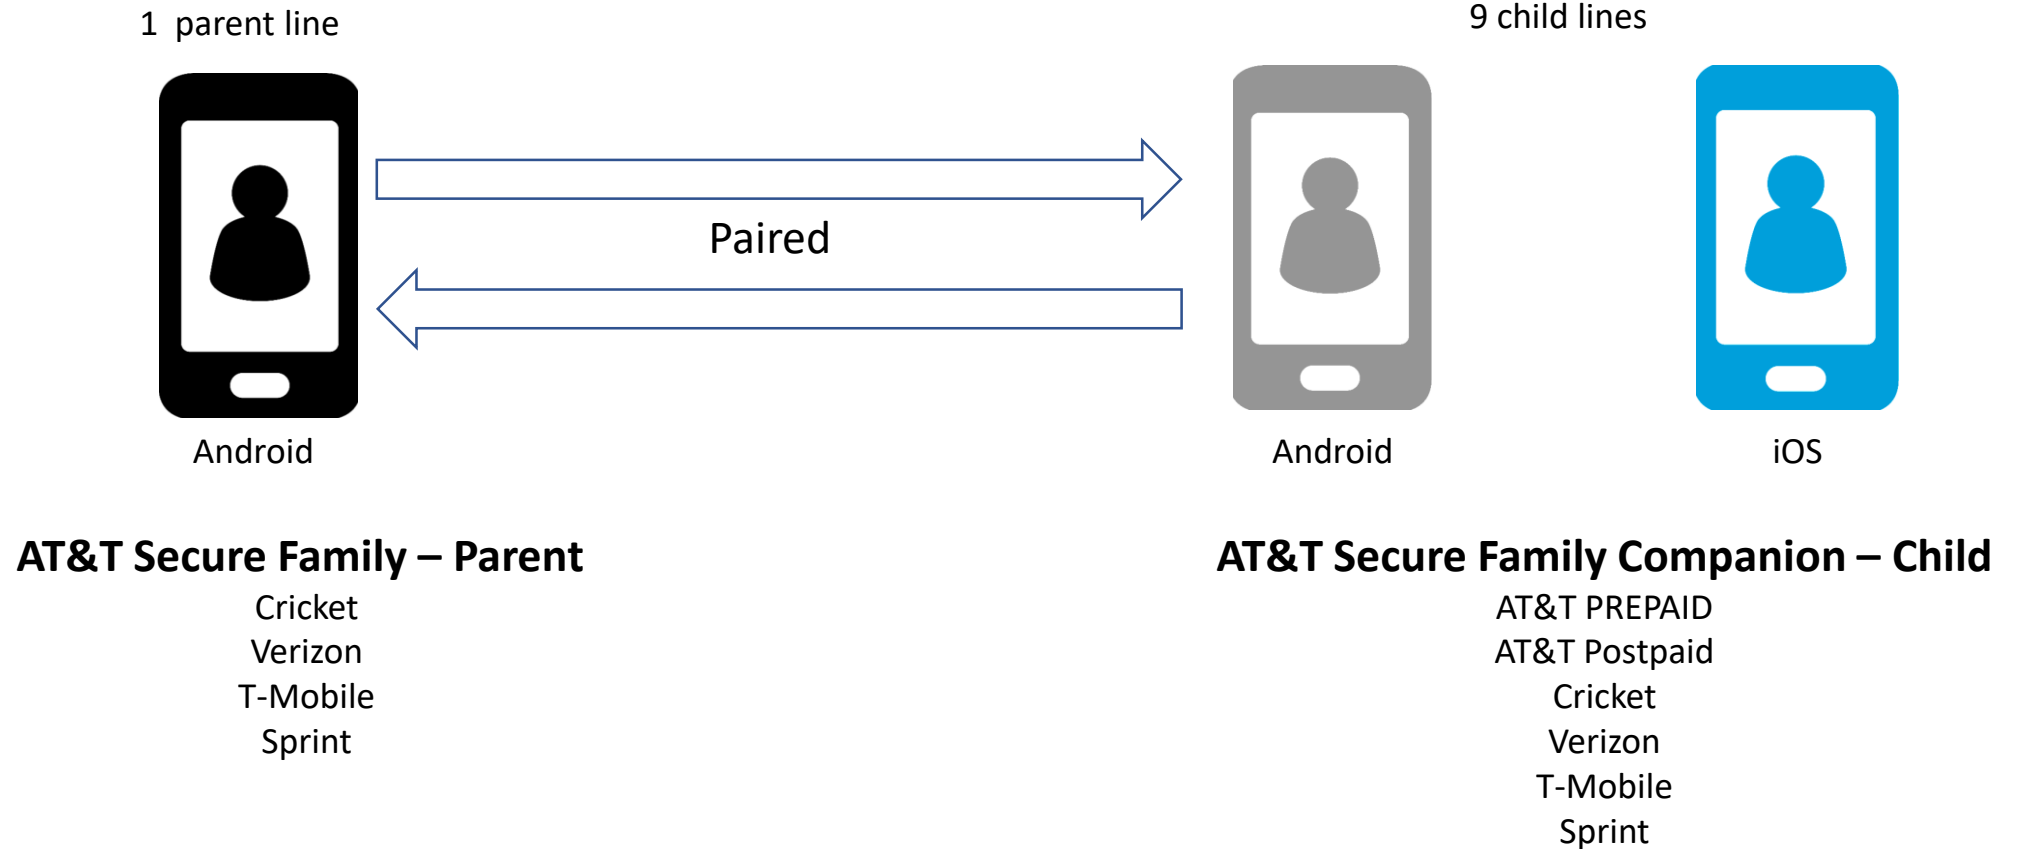 1 parent line
9 child lines
Paired
Android
Android
iOS
AT&T Secure Family – Parent
Cricket
Verizon
T-Mobile
Sprint
AT&T Secure Family Companion – Child
AT&T PREPAID
AT&T Postpaid
Cricket
Verizon
T-Mobile
Sprint